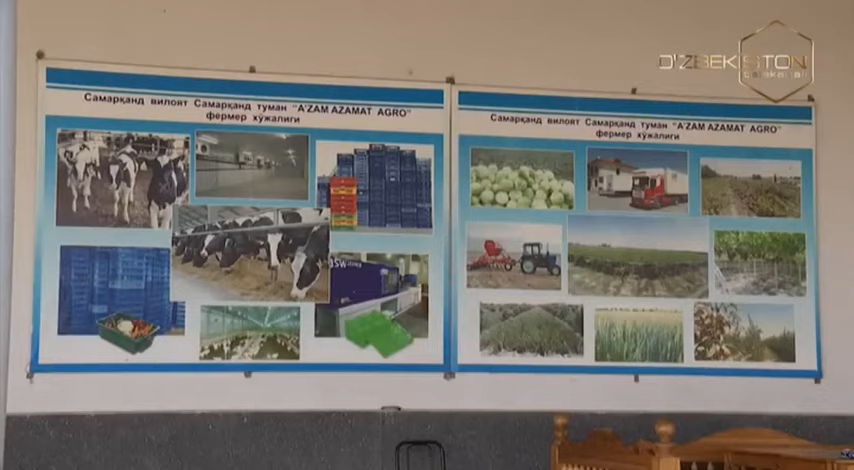 O'ZBEKISTON
telekanali
Самарқанд вилоят Самарқанд туман "A'ZAM AZAMAT AGRO"
фермер хўжалиги
Самарқанд вилоят Самарқанд туман "A'ZAM AZAMAT AGRO"
фермер хўжалиги